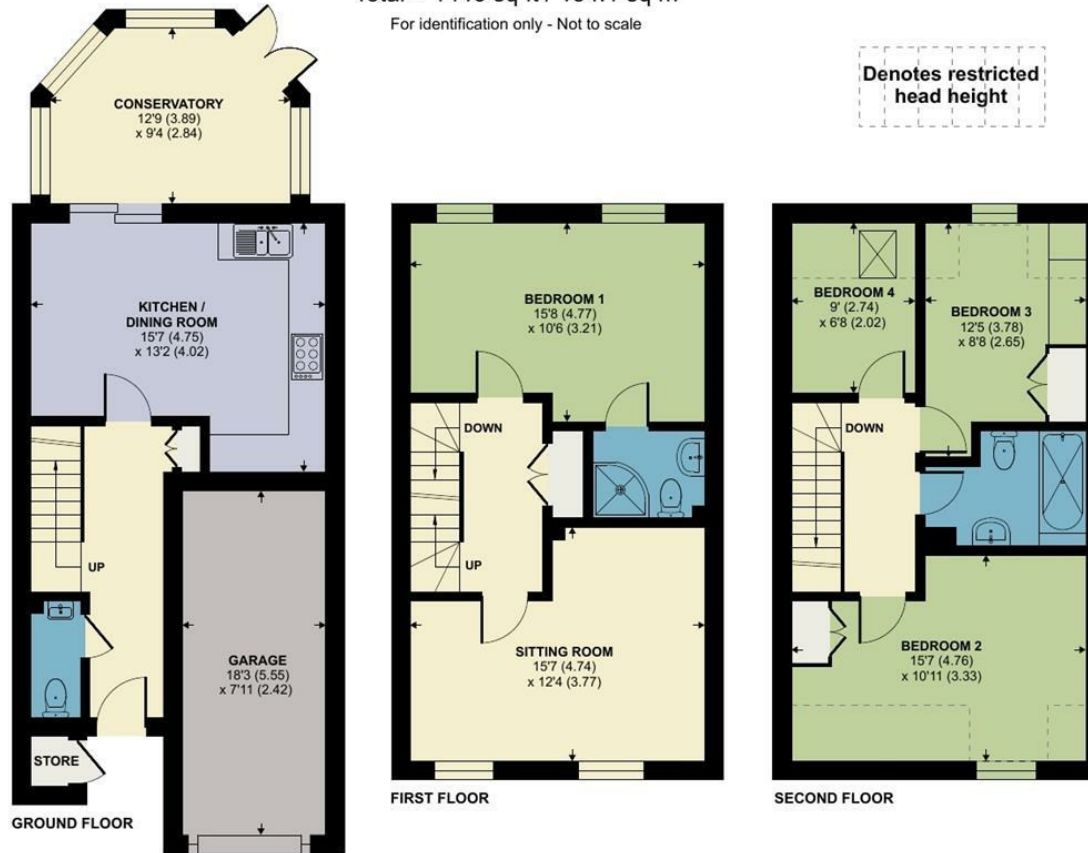 For identification only - Not to scale
Denotes restricted
head height
CONSERVATORY
12'9 (3.89)
x 9'4 (2.84)
KITCHEN /
DINING ROOM
15'7 (4.75)
x 13'2 (4.02)
UP
GARAGE
18'3 (5.55)
x 7'11 (2.42)
STORE
GROUND FLOOR
BEDROOM 1
15'8 (4.77)
x 10'6 (3.21)
DOWN
UP
SITTING ROOM
15'7 (4.74)
x 12'4 (3.77)
FIRST FLOOR
BEDROOM 4
9' (2.74)
x 6'8 (2.02)
BEDROOM 3
12'5 (3.78)
x 8'8 (2.65)
DOWN
BEDROOM 2
15'7 (4.76)
x 10'11 (3.33)
SECOND FLOOR